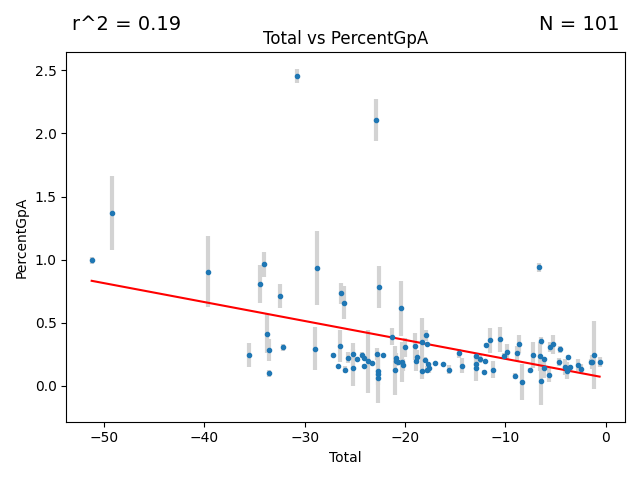 r^2 = 0.19
N = 101
Total vs PercentGpA
PercentGpA
2.5
2.0
1.5
1.0
0.5
0.0
−50
−40
−30
−20
−10
0
Total